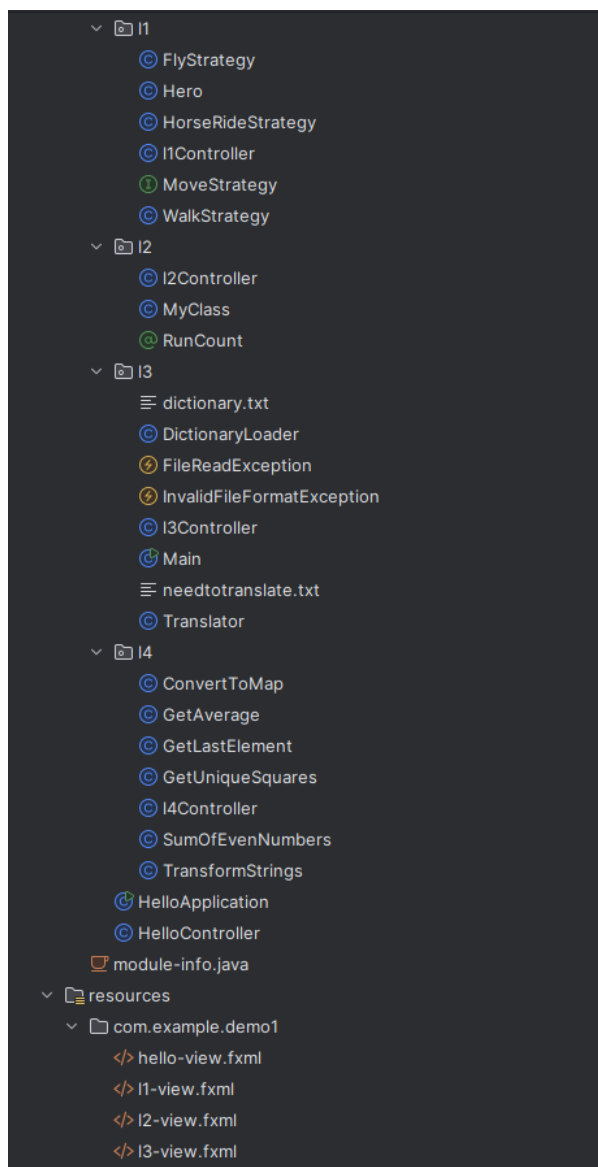 l1
FlyStrategy
Hero
HorseRideStrategy
l1Controller
MoveStrategy
WalkStrategy
l2
l2Controller
MyClass
RunCount
l3
dictionary.txt
DictionaryLoader
FileReadException
InvalidFileFormatException
l3Controller
Main
needtotranslate.txt
Translator
l4
ConvertToMap
GetAverage
GetLastElement
GetUniqueSquares
l4Controller
SumOfEvenNumbers
TransformStrings
HelloApplication
HelloController
module-info.java
resources
com.example.demo1
hello-view.fxml
l1-view.fxml
l2-view.fxml
l3-view.fxml